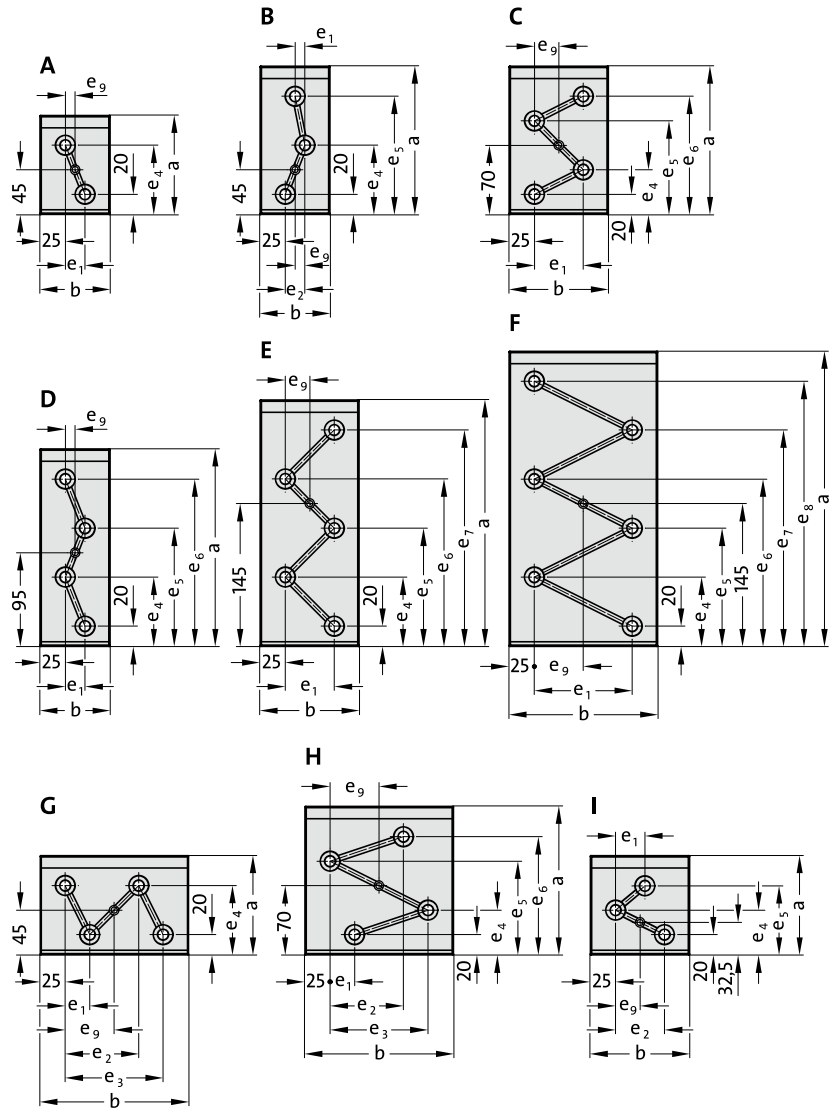 A
e₉
45
20
e₄
a
25
e₁
b
B
e₁
45
20
e₄
e₅
a
25
e₉
e₂
b
C
e₉
70
e₄
e₅
e₆
a
25
20
e₁
b
D
e₉
95
20
e₄
e₅
e₆
a
25
e₁
b
E
e₉
145
20
e₄
e₅
e₆
e₇
a
25
e₁
b
F
20
e₄
e₅
145
e₆
e₇
e₈
a
25
e₉
e₁
b
G
45
20
e₄
a
25
e₁
e₉
e₂
e₃
b
H
e₉
70
e₄
e₅
e₆
a
20
25
e₁
e₂
e₃
b
I
e₁
e₄
e₅
a
20
32,5
25
e₉
e₂
b